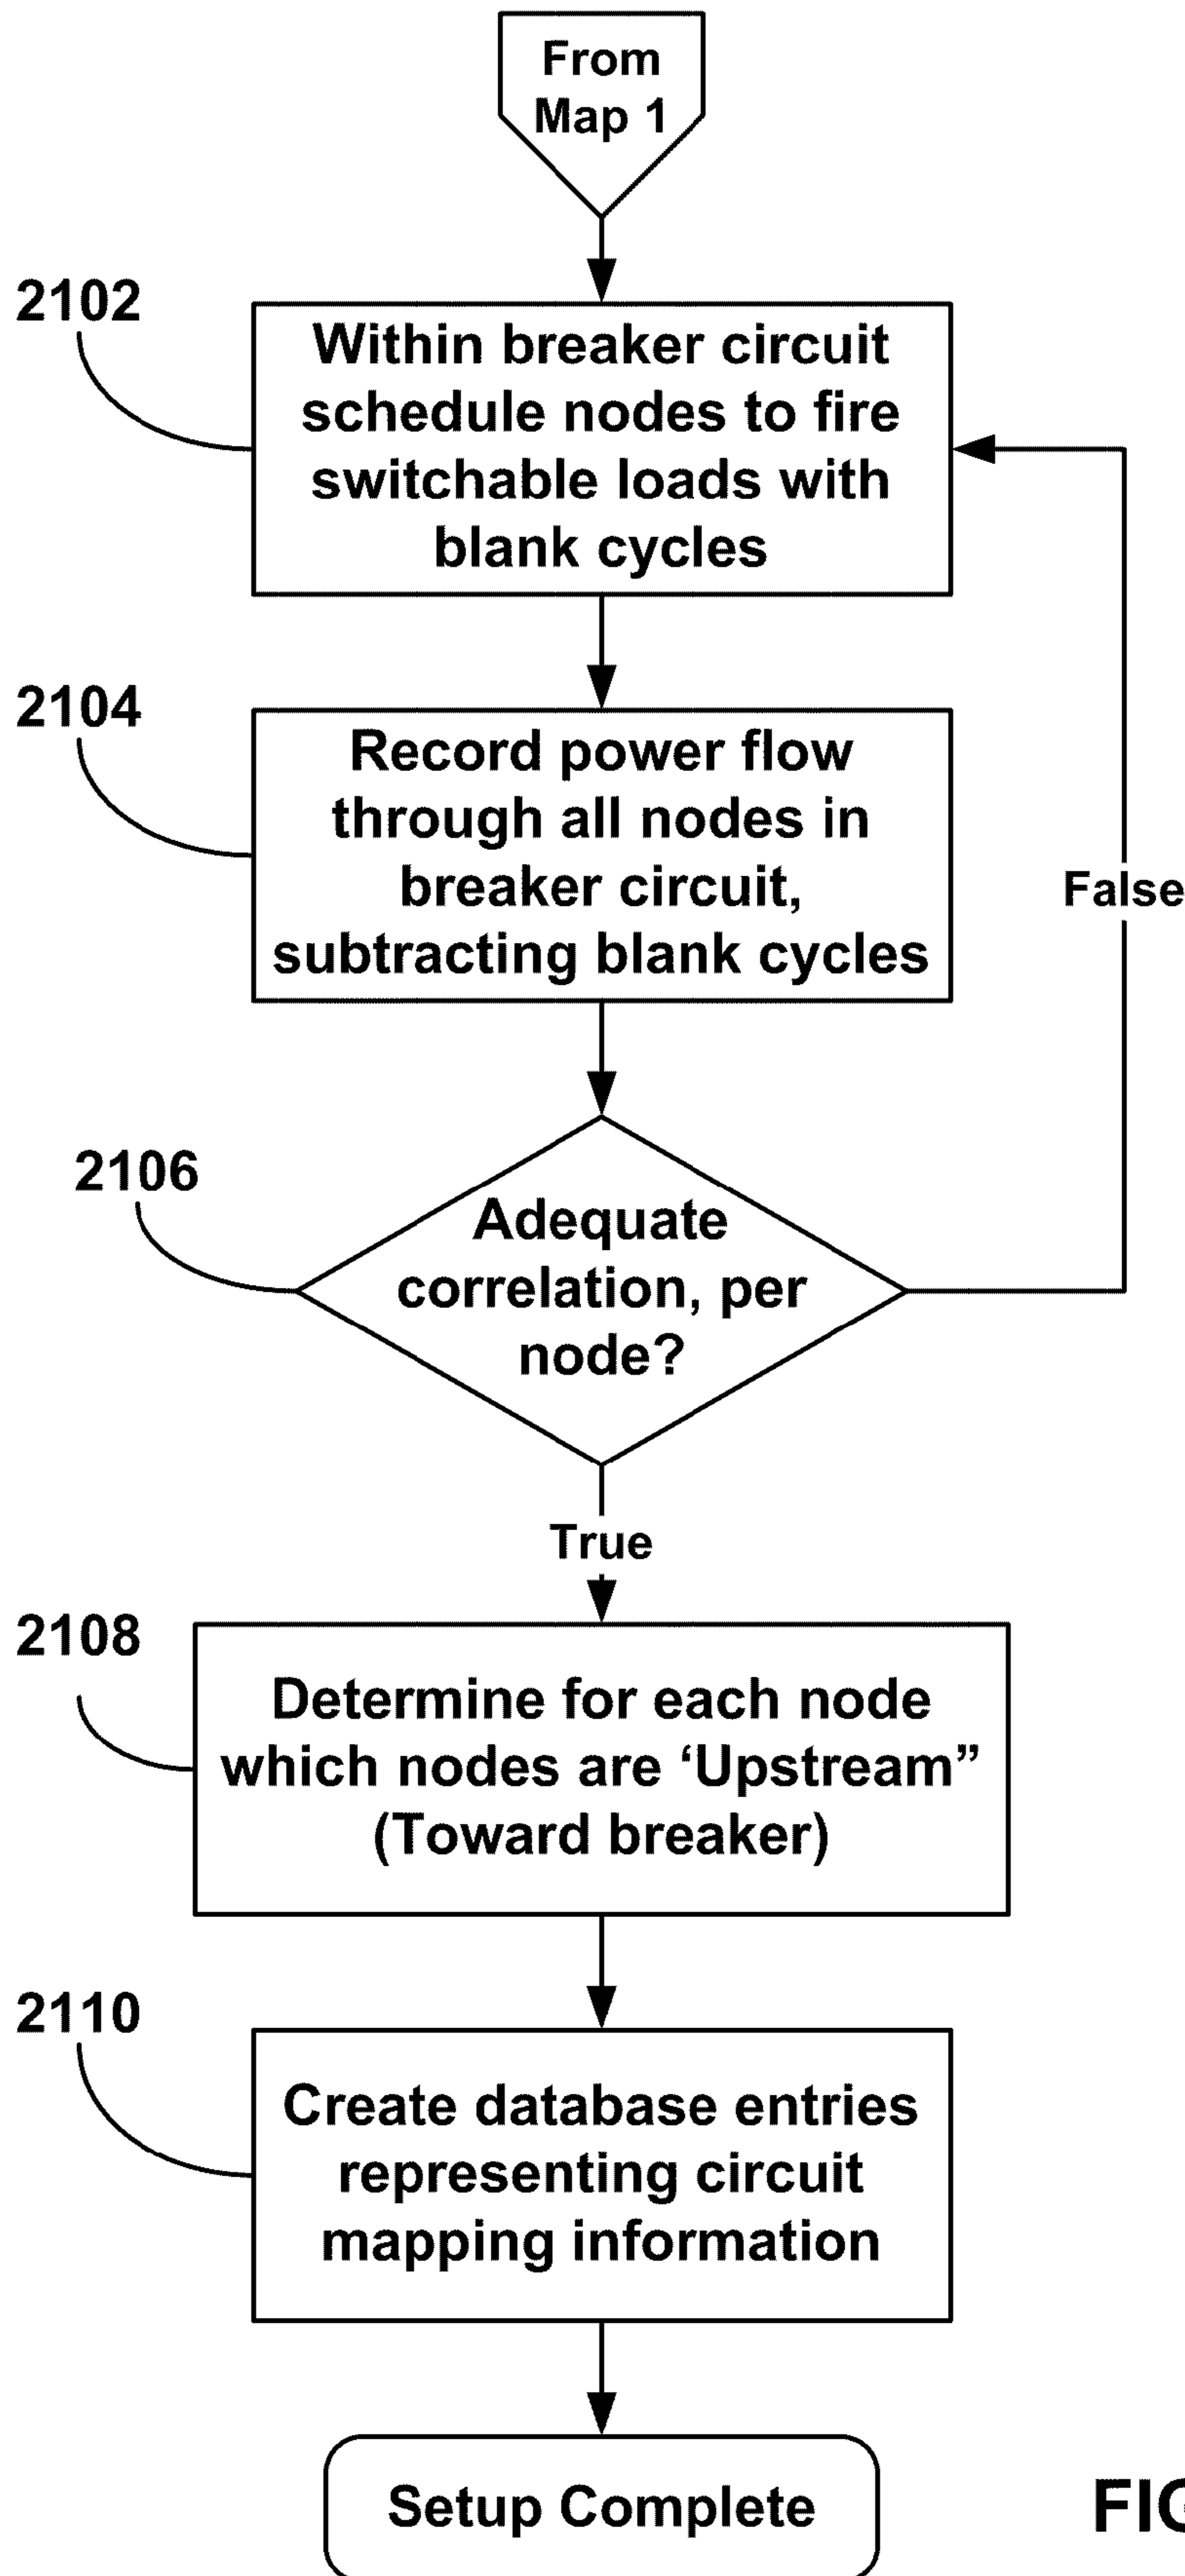 From
Map 1
2102
Within breaker circuit
schedule nodes to fire
switchable loads with
blank cycles
2104
Record power flow
through all nodes in
breaker circuit,
subtracting blank cycles
False
2106
Adequate
correlation, per
node?
True
2108
Determine for each node
which nodes are ‘Upstream”
(Toward breaker)
2110
Create database entries
representing circuit
mapping information
Setup Complete